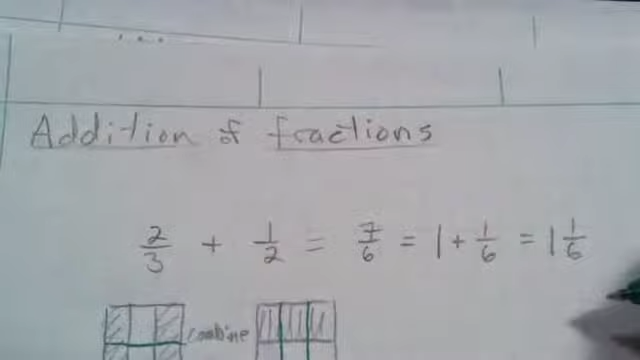 ...
Addition of fractions
2/3 + 1/2 = 7/6 = 1 + 1/6 = 1 1/6
combine